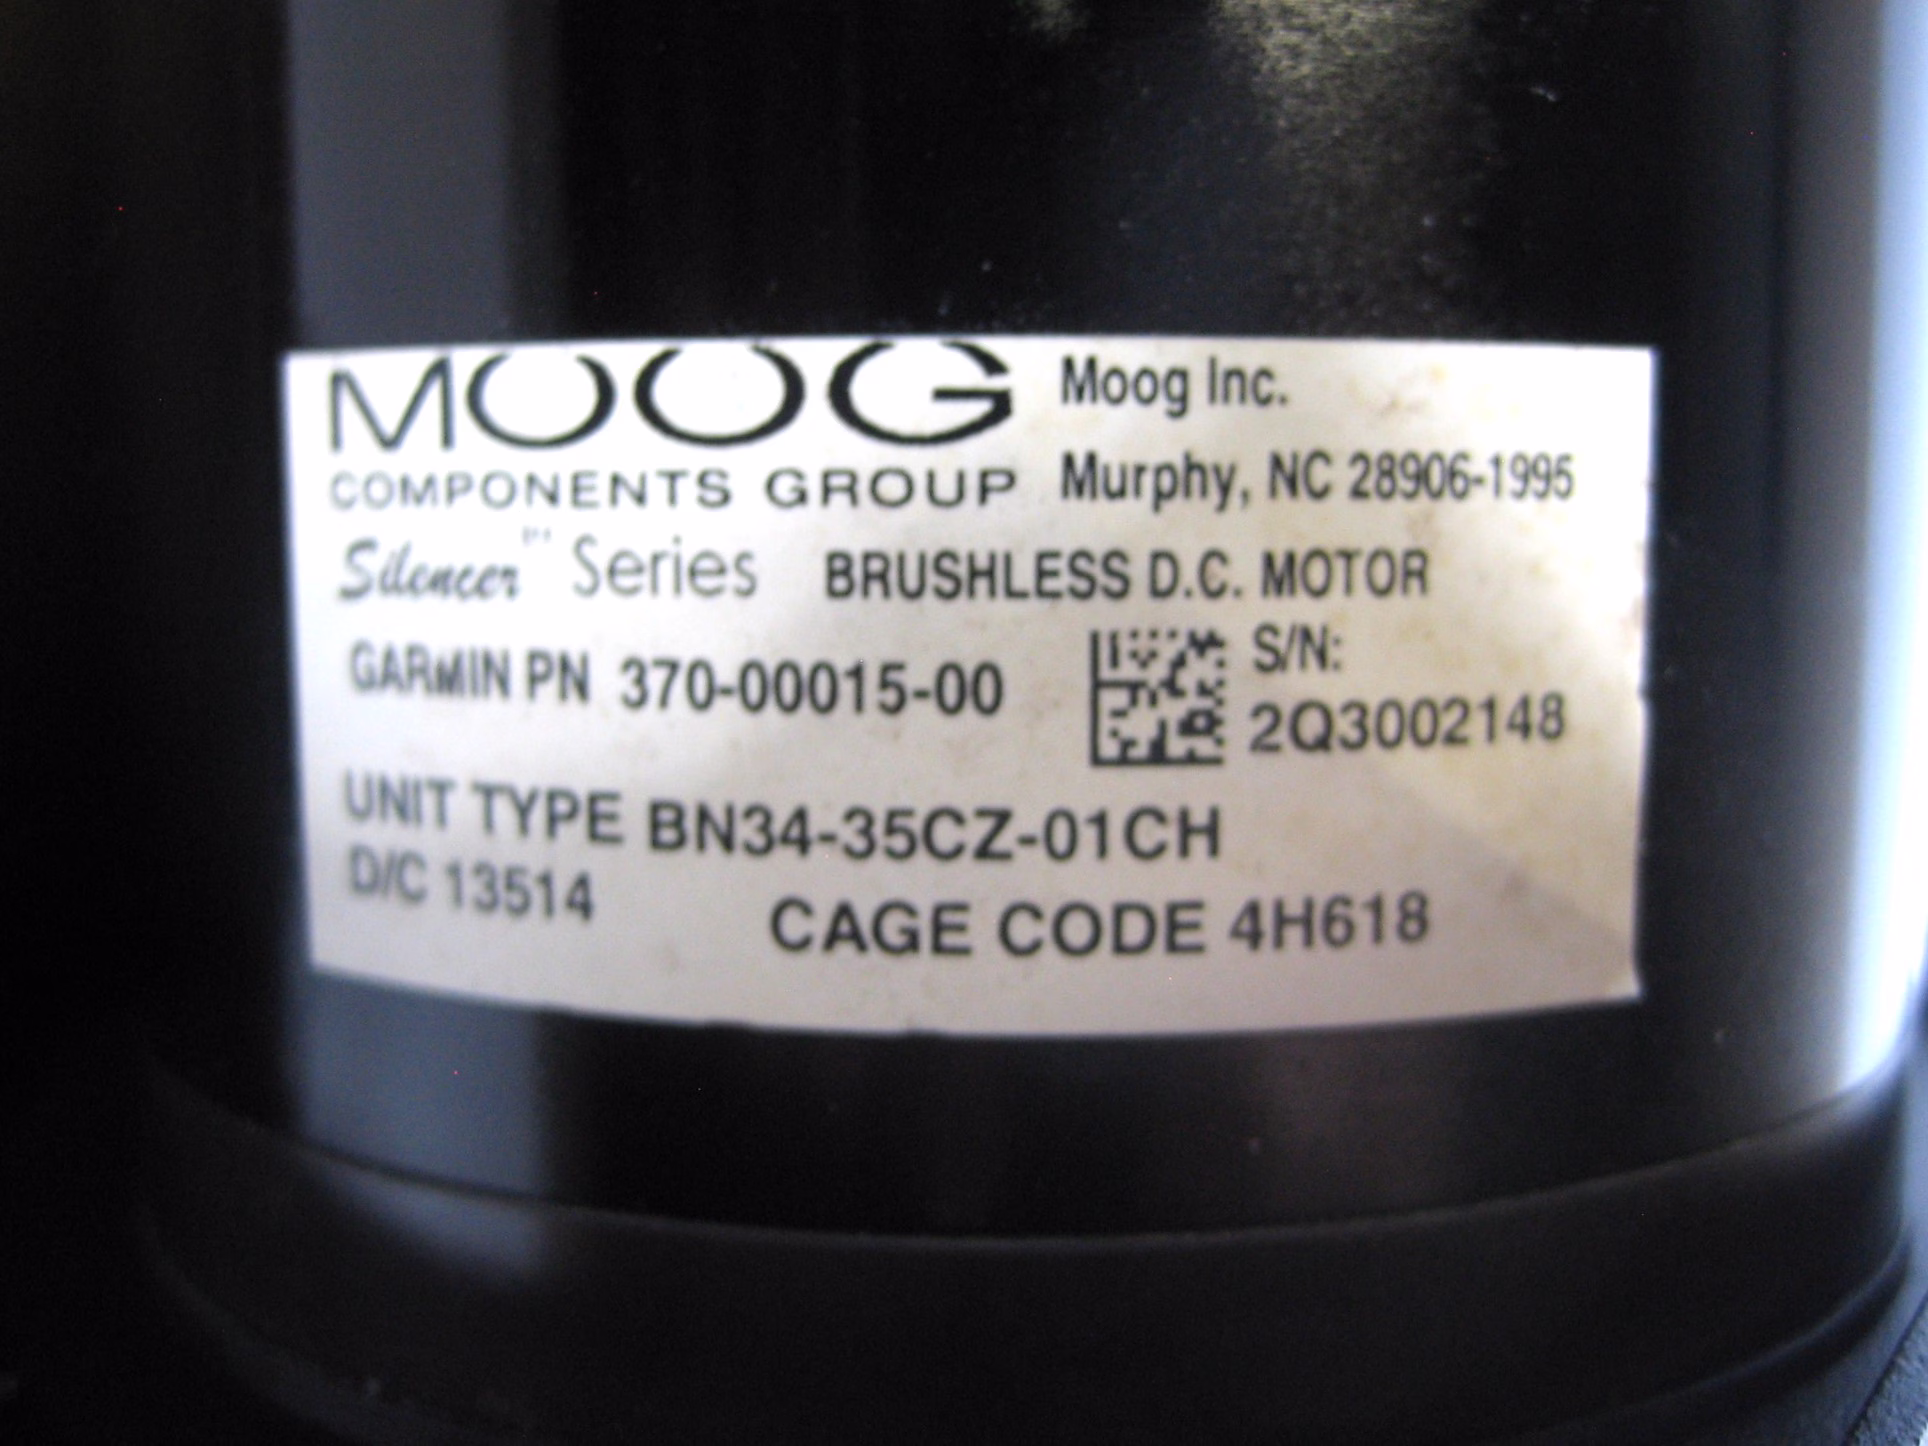 MOOG
COMPONENTS GROUP
Moog Inc.
Murphy, NC 28906-1995
Silencer™ Series BRUSHLESS D.C. MOTOR
GARMIN PN 370-00015-00
S/N:
2Q3002148
UNIT TYPE BN34-35CZ-01CH
D/C 13514
CAGE CODE 4H618